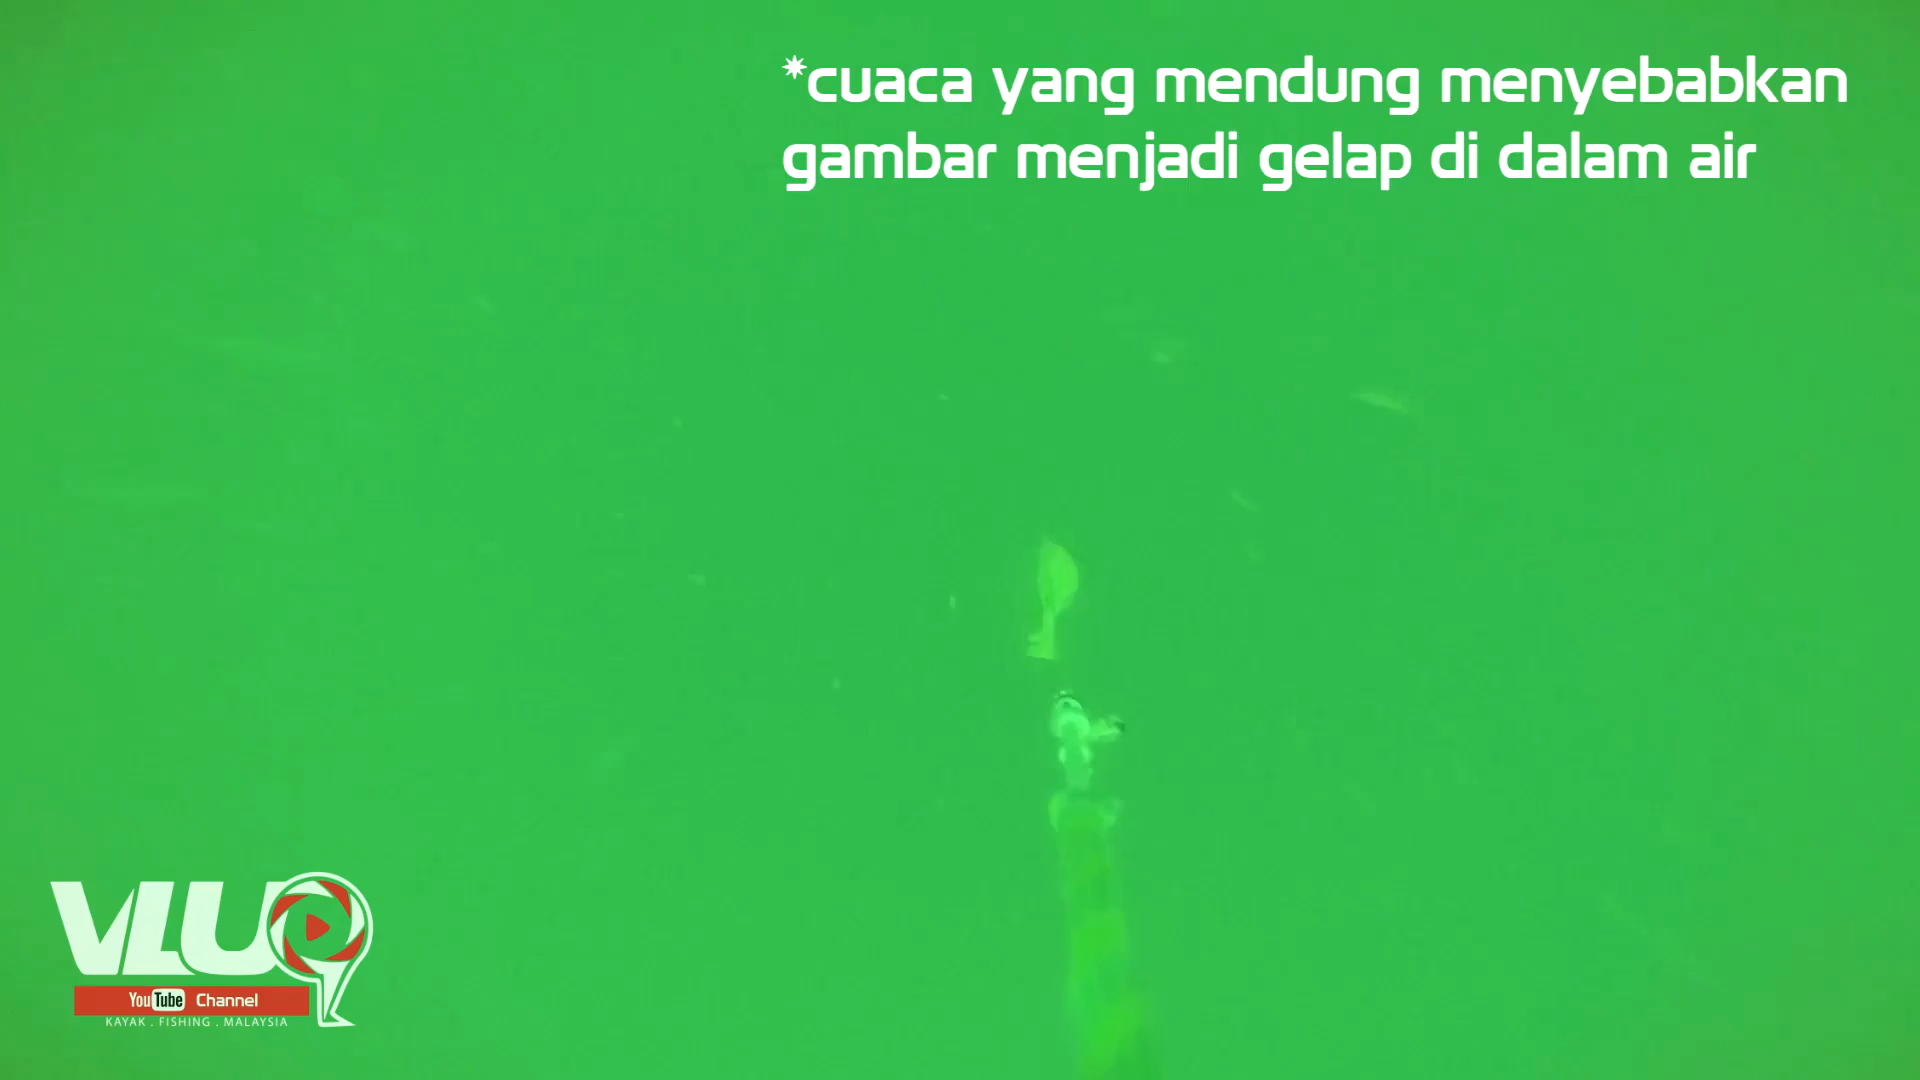 *cuaca yang mendung menyebabkan
gambar menjadi gelap di dalam air
VLUQ
YouTube Channel
KAYAK . FISHING . MALAYSIA